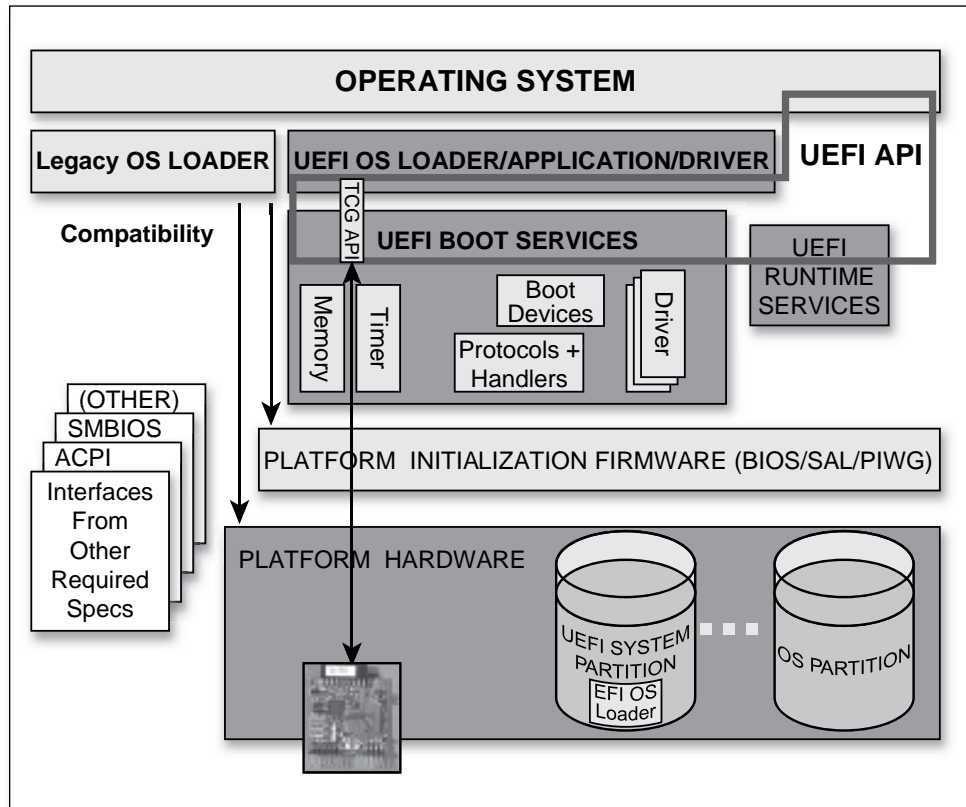 OPERATING SYSTEM
Legacy OS LOADER
UEFI OS LOADER/APPLICATION/DRIVER
UEFI API
TCG API
Compatibility
UEFI BOOT SERVICES
UEFI
RUNTIME
SERVICES
Memory
Timer
Boot
Devices
Protocols +
Handlers
Driver
(OTHER)
SMBIOS
ACPI
Interfaces
From
Other
Required
Specs
PLATFORM INITIALIZATION FIRMWARE (BIOS/SAL/PIWG)
PLATFORM HARDWARE
UEFI SYSTEM
PARTITION
EFI OS
Loader
OS PARTITION